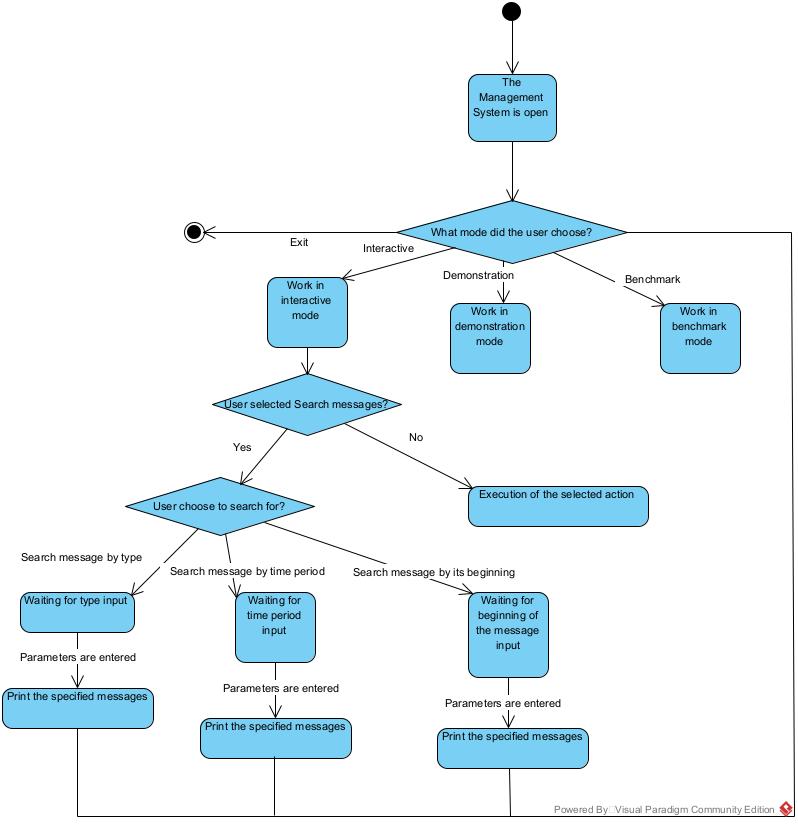 The
Management
System is open
What mode did the user choose?
Exit
Interactive
Demonstration
Benchmark
Work in
interactive
mode
Work in
demonstration
mode
Work in
benchmark
mode
User selected Search messages?
Yes
No
Execution of the selected action
User choose to search for?
Search message by type
Search message by time period
Search message by its beginning
Waiting for type input
Waiting for
time period
input
Waiting for
beginning of
the message
input
Parameters are entered
Parameters are entered
Parameters are entered
Print the specified messages
Print the specified messages
Print the specified messages
Powered By Visual Paradigm Community Edition